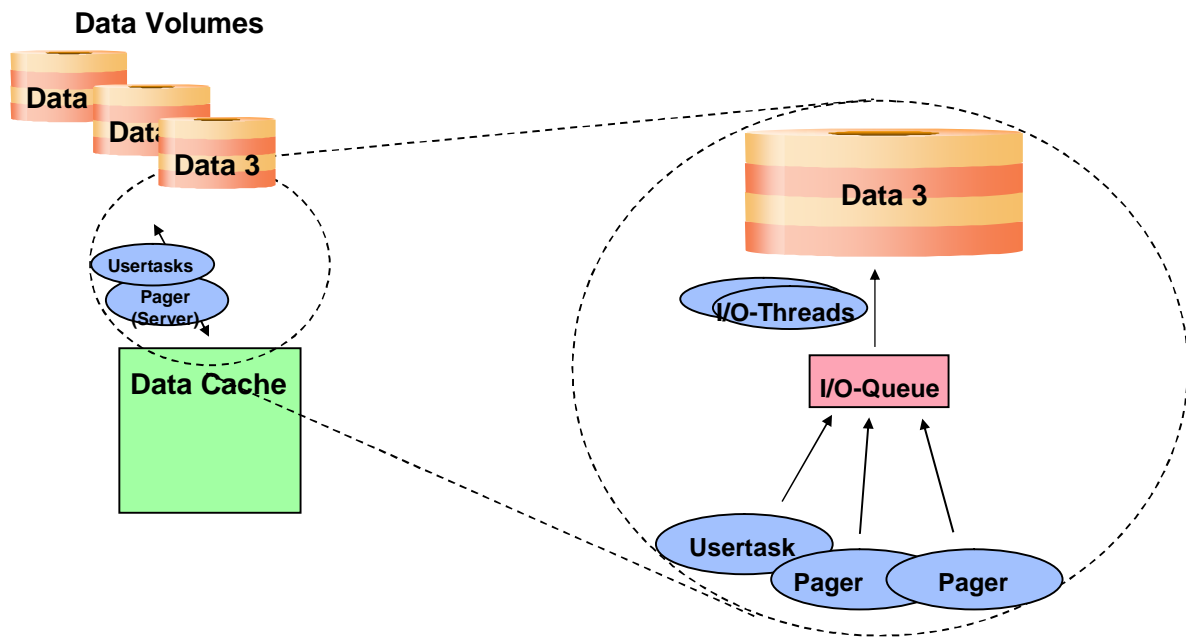 Data Volumes
Data
Data
Data 3
Usertasks
Pager
(Server)
Data Cache
Data 3
I/O-Threads
I/O-Queue
Usertask
Pager
Pager